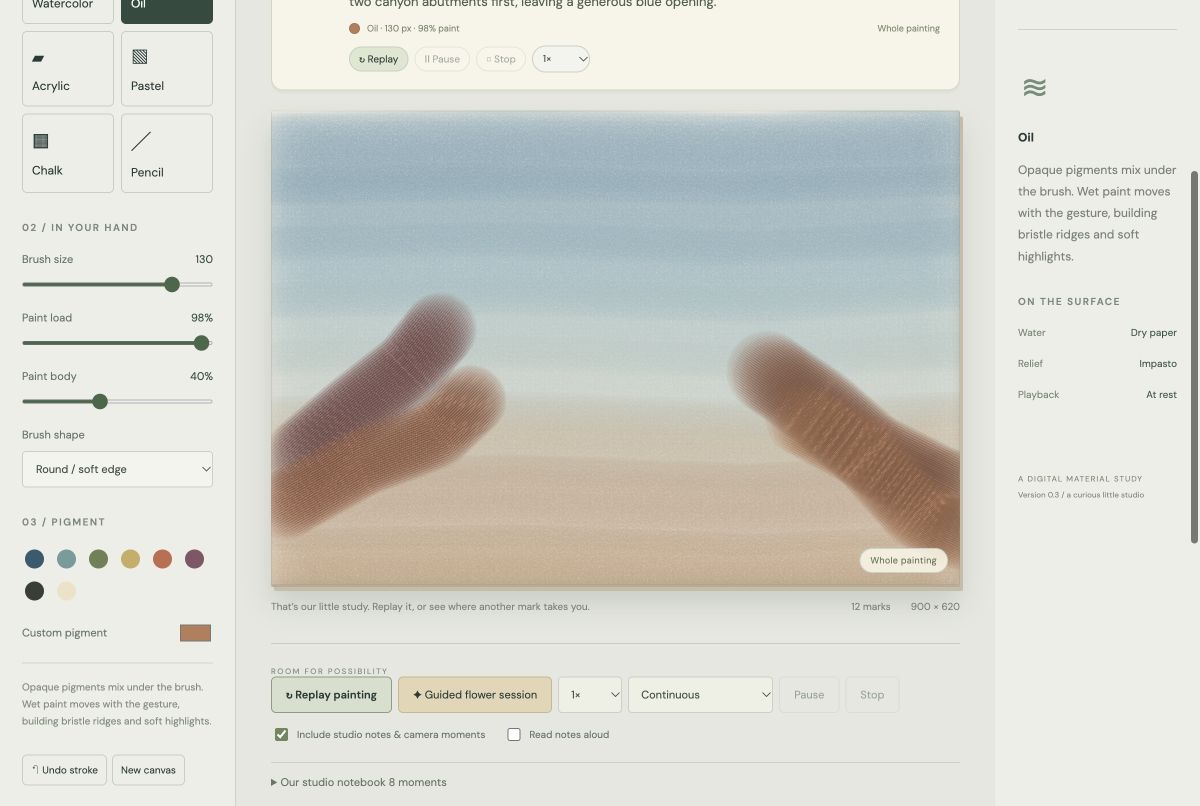 Watercolor
Oil
Acrylic
Pastel
Chalk
Pencil
02 / IN YOUR HAND
Brush size 130
Paint load 98%
Paint body 40%
Brush shape
Round / soft edge
03 / PIGMENT
Custom pigment
Opaque pigments mix under the brush.
Wet paint moves with the gesture,
building bristle ridges and soft highlights.
Undo stroke New canvas
two canyon abutments first, leaving a generous blue opening.
Oil · 130 px · 98% paint Whole painting
↻ Replay II Pause ▫ Stop 1×
Whole painting
That's our little study. Replay it, or see where another mark takes you. 12 marks 900 × 620
ROOM FOR POSSIBILITY
↻ Replay painting ✦ Guided flower session 1× Continuous Pause Stop
Include studio notes & camera moments Read notes aloud
▶ Our studio notebook 8 moments
Oil
Opaque pigments mix under
the brush. Wet paint moves
with the gesture, building
bristle ridges and soft
highlights.
ON THE SURFACE
Water Dry paper
Relief Impasto
Playback At rest
A DIGITAL MATERIAL STUDY
Version 0.3 / a curious little studio